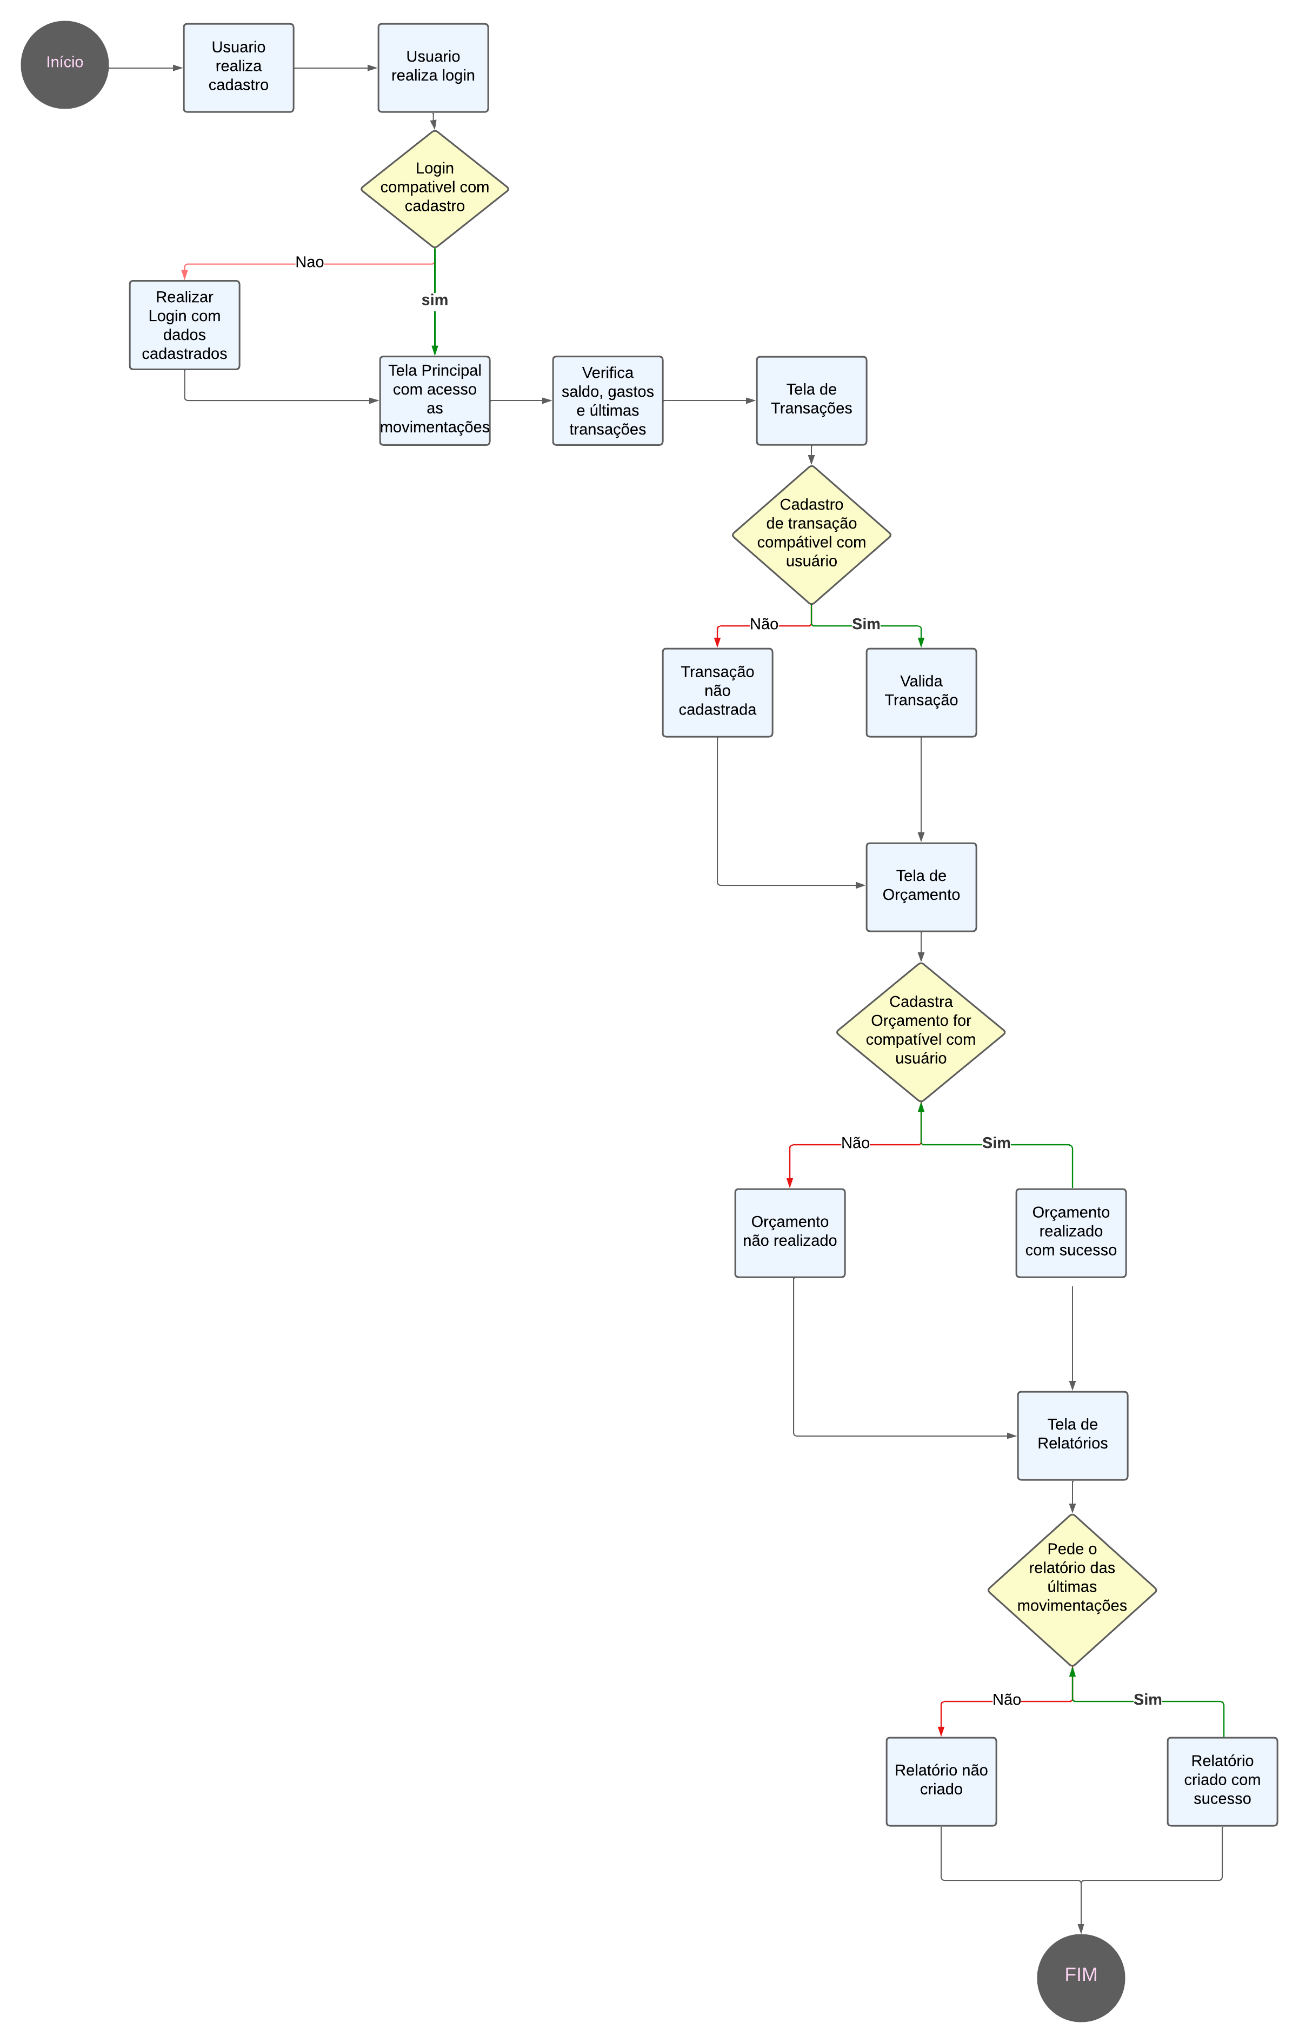 Início
Usuario
realiza
cadastro
Usuario
realiza login
Login
compativel com
cadastro
Nao
sim
Realizar
Login com
dados
cadastrados
Tela Principal
com acesso
as
movimentações
Verifica
saldo, gastos
e últimas
transações
Tela de
Transações
Cadastro
de transação
compátivel com
usuário
Não
Sim
Transação
não
cadastrada
Valida
Transação
Tela de
Orçamento
Cadastra
Orçamento for
compatível com
usuário
Não
Sim
Orçamento
não realizado
Orçamento
realizado
com sucesso
Tela de
Relatórios
Pede o
relatório das
últimas
movimentações
Não
Sim
Relatório não
criado
Relatório
criado com
sucesso
FIM